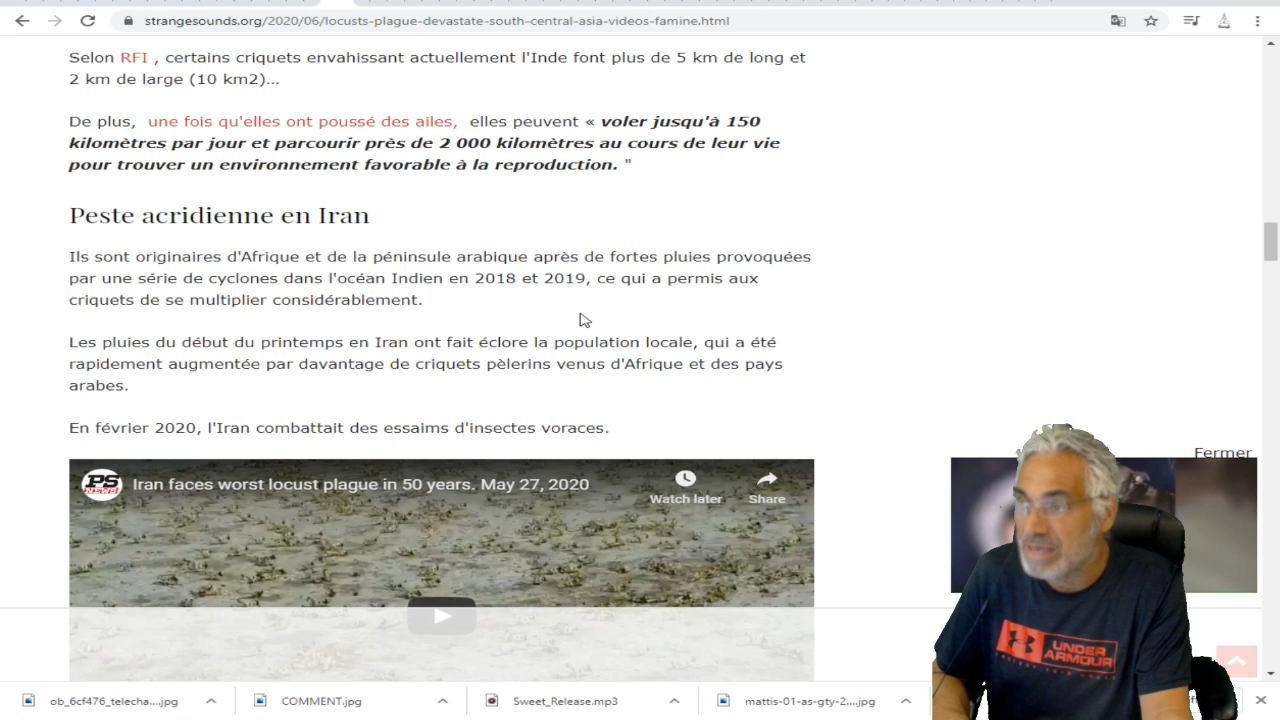 strangesounds.org/2020/06/locusts-plague-devastate-south-central-asia-videos-famine.html
Selon RFI , certains criquets envahissant actuellement l'Inde font plus de 5 km de long et
2 km de large (10 km2)...
De plus, une fois qu'elles ont poussé des ailes, elles peuvent « voler jusqu'à 150
kilomètres par jour et parcourir près de 2 000 kilomètres au cours de leur vie
pour trouver un environnement favorable à la reproduction. "
Peste acridienne en Iran
Ils sont originaires d'Afrique et de la péninsule arabique après de fortes pluies provoquées
par une série de cyclones dans l'océan Indien en 2018 et 2019, ce qui a permis aux
criquets de se multiplier considérablement.
Les pluies du début du printemps en Iran ont fait éclore la population locale, qui a été
rapidement augmentée par davantage de criquets pèlerins venus d'Afrique et des pays
arabes.
En février 2020, l'Iran combattait des essaims d'insectes voraces.
Fermer
PS NEWS
Iran faces worst locust plague in 50 years. May 27, 2020
Watch later
Share
UNDER
ARMOUR
ob_6cf476_telecha....jpg
COMMENT.jpg
Sweet_Release.mp3
mattis-01-as-gty-2....jpg